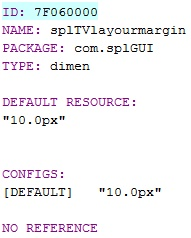 ID: 7F060000
NAME: splTVlayourmargin
PACKAGE: com.splGUI
TYPE: dimen
DEFAULT RESOURCE:
"10.0px"
CONFIGS:
[DEFAULT] "10.0px"
NO REFERENCE